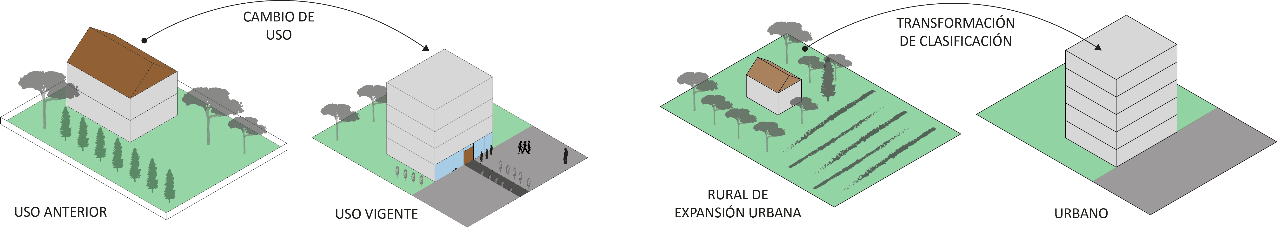 CAMBIO DE
USO
USO ANTERIOR
USO VIGENTE
TRANSFORMACIÓN
DE CLASIFICACIÓN
RURAL DE
EXPANSIÓN URBANA
URBANO